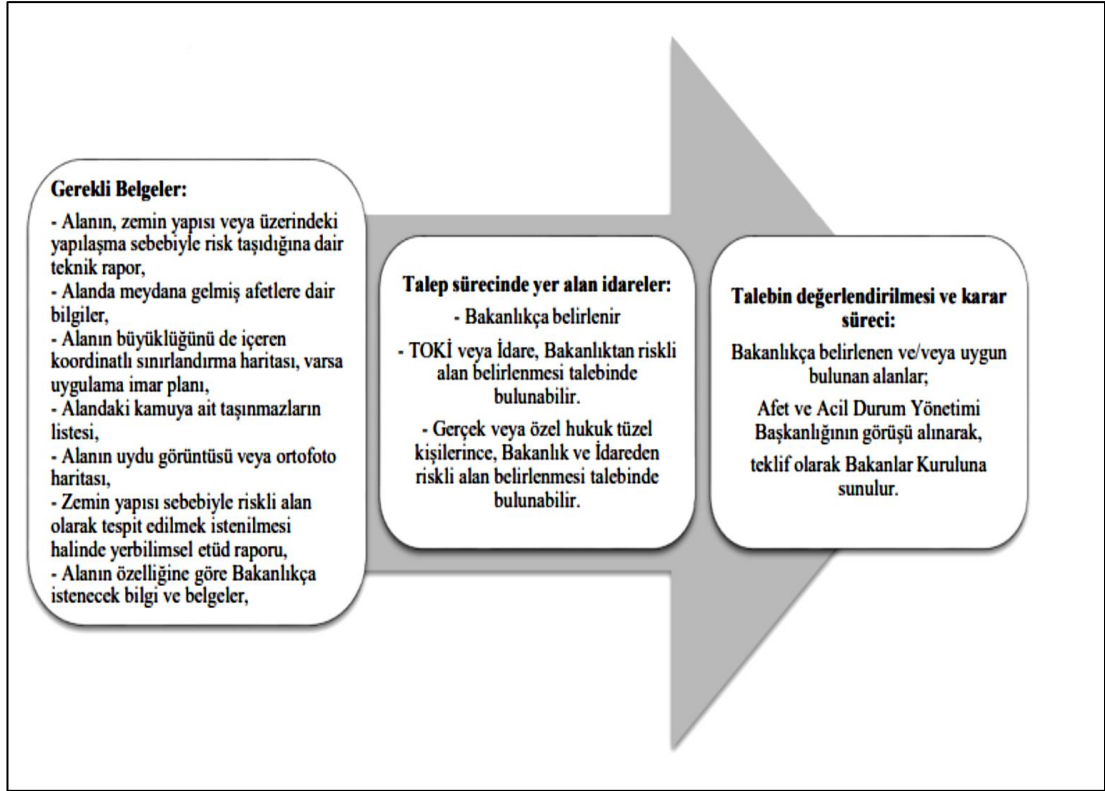 Gerekli Belgeler:
- Alanın, zemin yapısı veya üzerindeki
yapılaşma sebebiyle risk taşıdığına dair
teknik rapor,
- Alanda meydana gelmiş afetlere dair
bilgiler,
- Alanın büyüklüğünü de içeren
koordinatlı sınırlandırma haritası, varsa
uygulama imar planı,
- Alandaki kamuya ait taşınmazların
listesi,
- Alanın uydu görüntüsü veya ortofoto
haritası,
- Zemin yapısı sebebiyle riskli alan
olarak tespit edilmek istenilmesi
halinde yerbilimsel etüd raporu,
- Alanın özelliğine göre Bakanlıkça
istenecek bilgi ve belgeler,
Talep sürecinde yer alan idareler:
- Bakanlıkça belirlenir
- TOKİ veya İdare, Bakanlıktan riskli
alan belirlenmesi talebinde
bulunabilir.
- Gerçek veya özel hukuk tüzel
kişilerince, Bakanlık ve İdareden
riskli alan belirlenmesi talebinde
bulunabilir.
Talebin değerlendirilmesi ve karar
süreci:
Bakanlıkça belirlenen ve/veya uygun
bulunan alanlar;
Afet ve Acil Durum Yönetimi
Başkanlığının görüşü alınarak,
teklif olarak Bakanlar Kuruluna
sunulur.